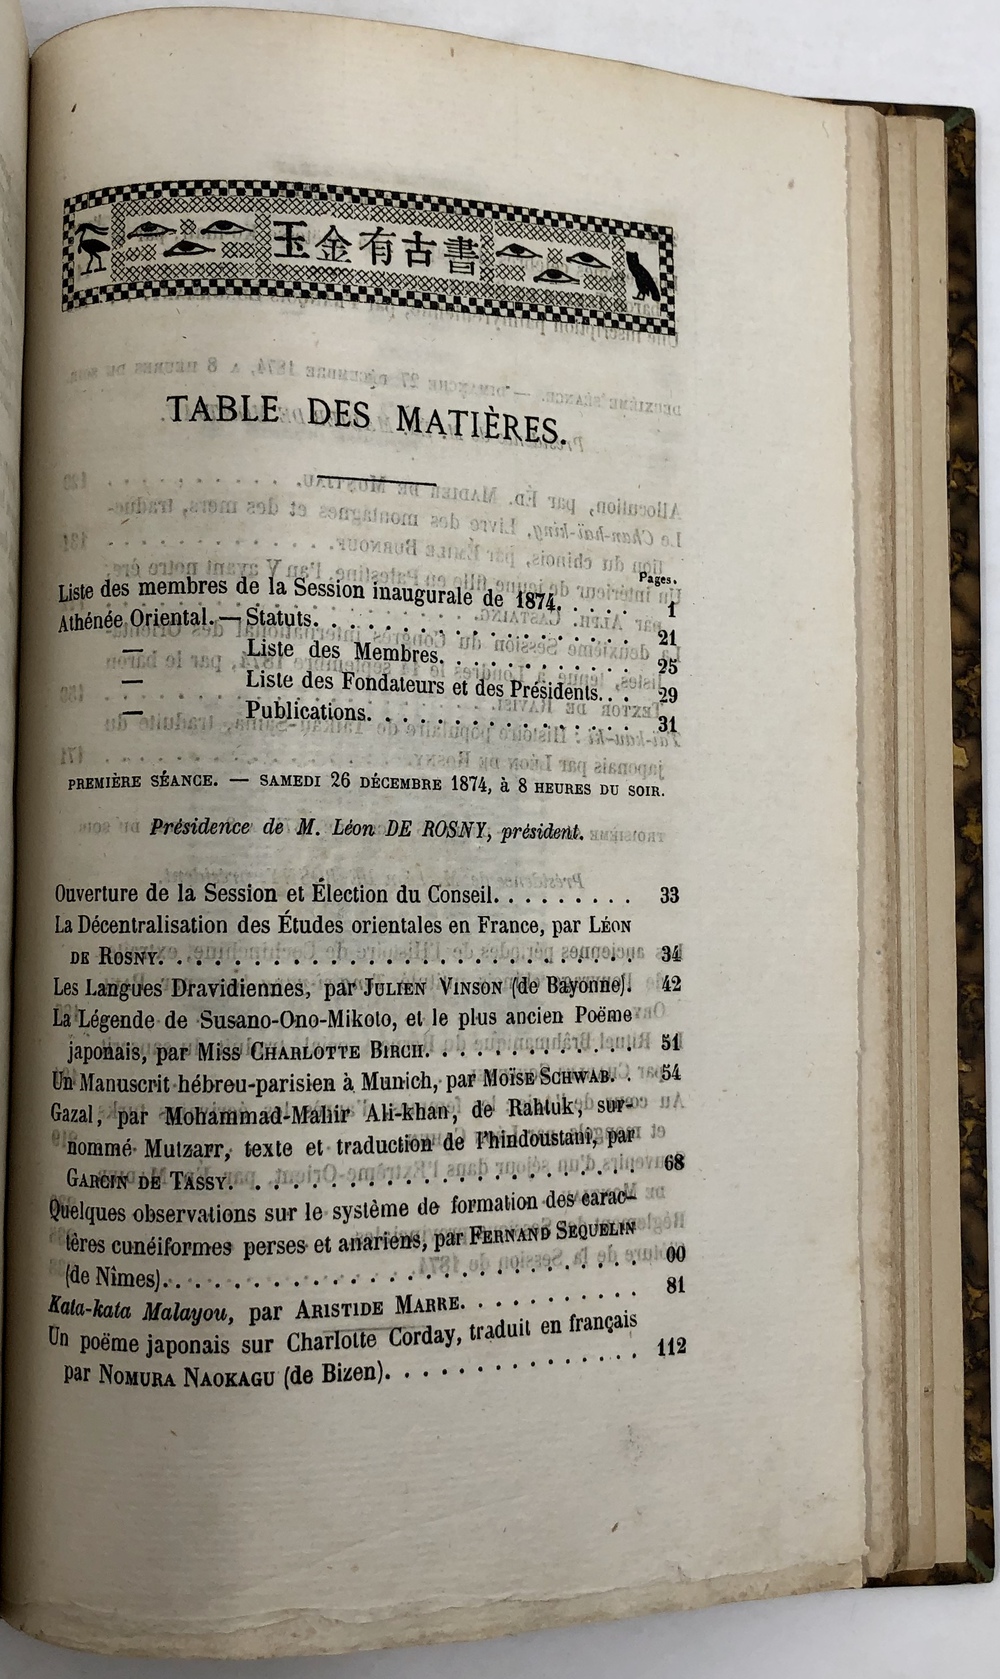 玉金有古書
TABLE DES MATIÈRES.
Pages.
Liste des membres de la Session inaugurale de 1874. . . . . 1
Athénée Oriental. — Statuts. . . . . . . . . . . . . . . . 21
— Liste des Membres. . . . . . . . . . . 25
— Liste des Fondateurs et des Présidents. . . 29
— Publications. . . . . . . . . . . . . . 31
PREMIÈRE SÉANCE. — SAMEDI 26 DÉCEMBRE 1874, à 8 HEURES DU SOIR.
Présidence de M. Léon DE ROSNY, président.
Ouverture de la Session et Élection du Conseil. . . . . . . . . 33
La Décentralisation des Études orientales en France, par LÉON
DE ROSNY. . . . . . . . . . . . . . . . . . . . . . . 34
Les Langues Dravidiennes, par JULIEN VINSON (de Bayonne). 42
La Légende de Susano-Ono-Mikoto, et le plus ancien Poëme
japonais, par Miss CHARLOTTE BIRCH. . . . . . . . . . . 51
Un Manuscrit hébreu-parisien à Munich, par MOÏSE SCHWAB. . 54
Gazal, par Mohammad-Mahir Ali-khan, de Rahtuk, sur-
nommé Mutzarr, texte et traduction de l'hindoustani, par
GARCIN DE TASSY. . . . . . . . . . . . . . . . . . . 68
Quelques observations sur le système de formation des carac-
tères cunéiformes perses et anariens, par FERNAND SEQUELIN
(de Nîmes). . . . . . . . . . . . . . . . . . . . . . 00
Kata-kata Malayou, par ARISTIDE MARRE. . . . . . . . . . 81
Un poëme japonais sur Charlotte Corday, traduit en français
par NOMURA NAOKAGU (de Bizen). . . . . . . . . . . . . 112